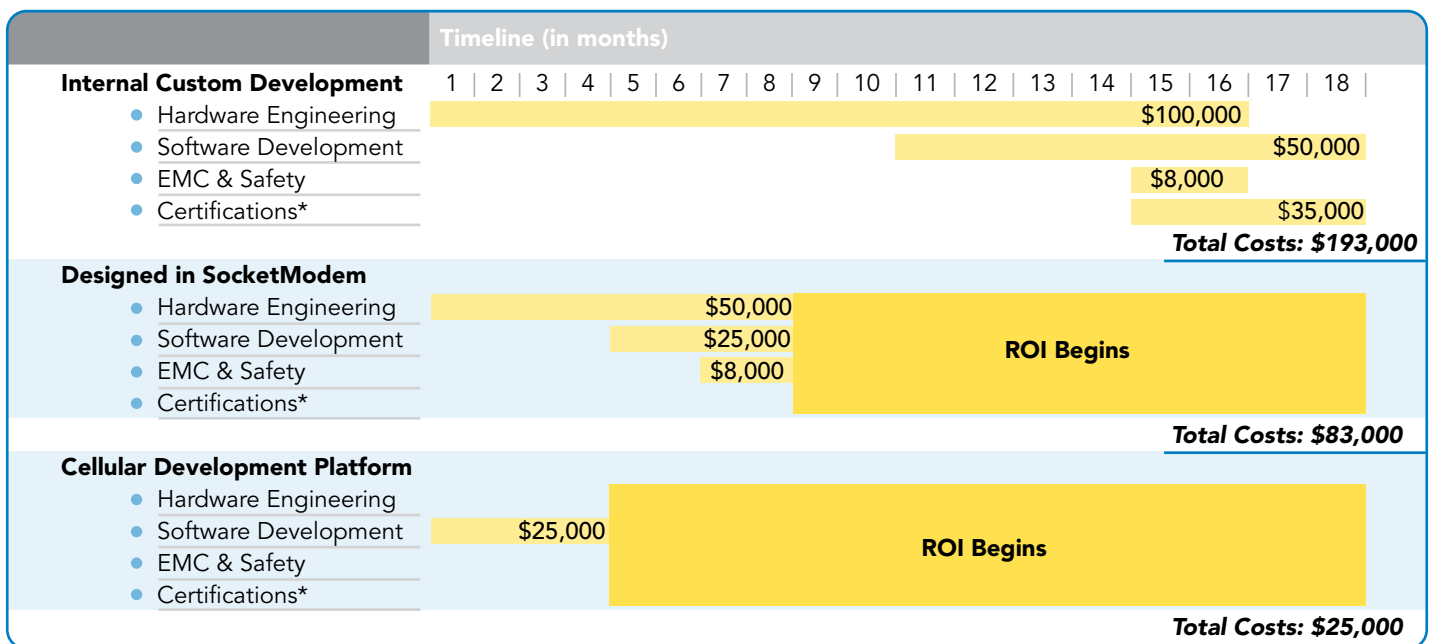 Timeline (in months)
Internal Custom Development 1 | 2 | 3 | 4 | 5 | 6 | 7 | 8 | 9 | 10 | 11 | 12 | 13 | 14 | 15 | 16 | 17 | 18 |
• Hardware Engineering $100,000
• Software Development $50,000
• EMC & Safety $8,000
• Certifications* $35,000
Total Costs: $193,000
Designed in SocketModem
• Hardware Engineering $50,000
• Software Development $25,000
ROI Begins
• EMC & Safety $8,000
• Certifications*
Total Costs: $83,000
Cellular Development Platform
• Hardware Engineering
• Software Development $25,000
ROI Begins
• EMC & Safety
• Certifications*
Total Costs: $25,000